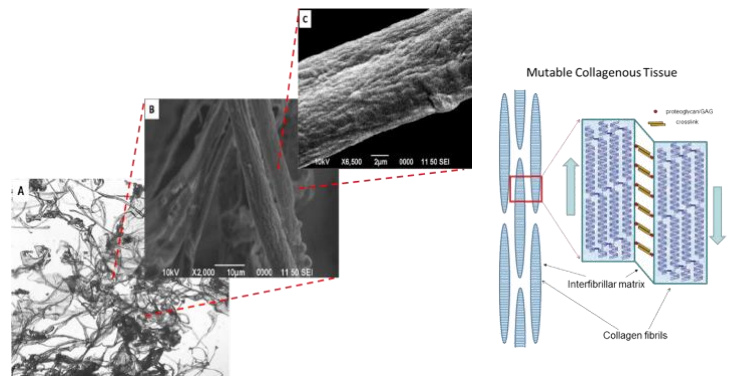 A
B
10kV X2,000 10µm 0000 11 50 SEI
C
10kV X6,500 2µm 0000 11 50 SEI
Mutable Collagenous Tissue
proteoglycan/GAG
crosslink
Interfibrillar matrix
Collagen fibrils